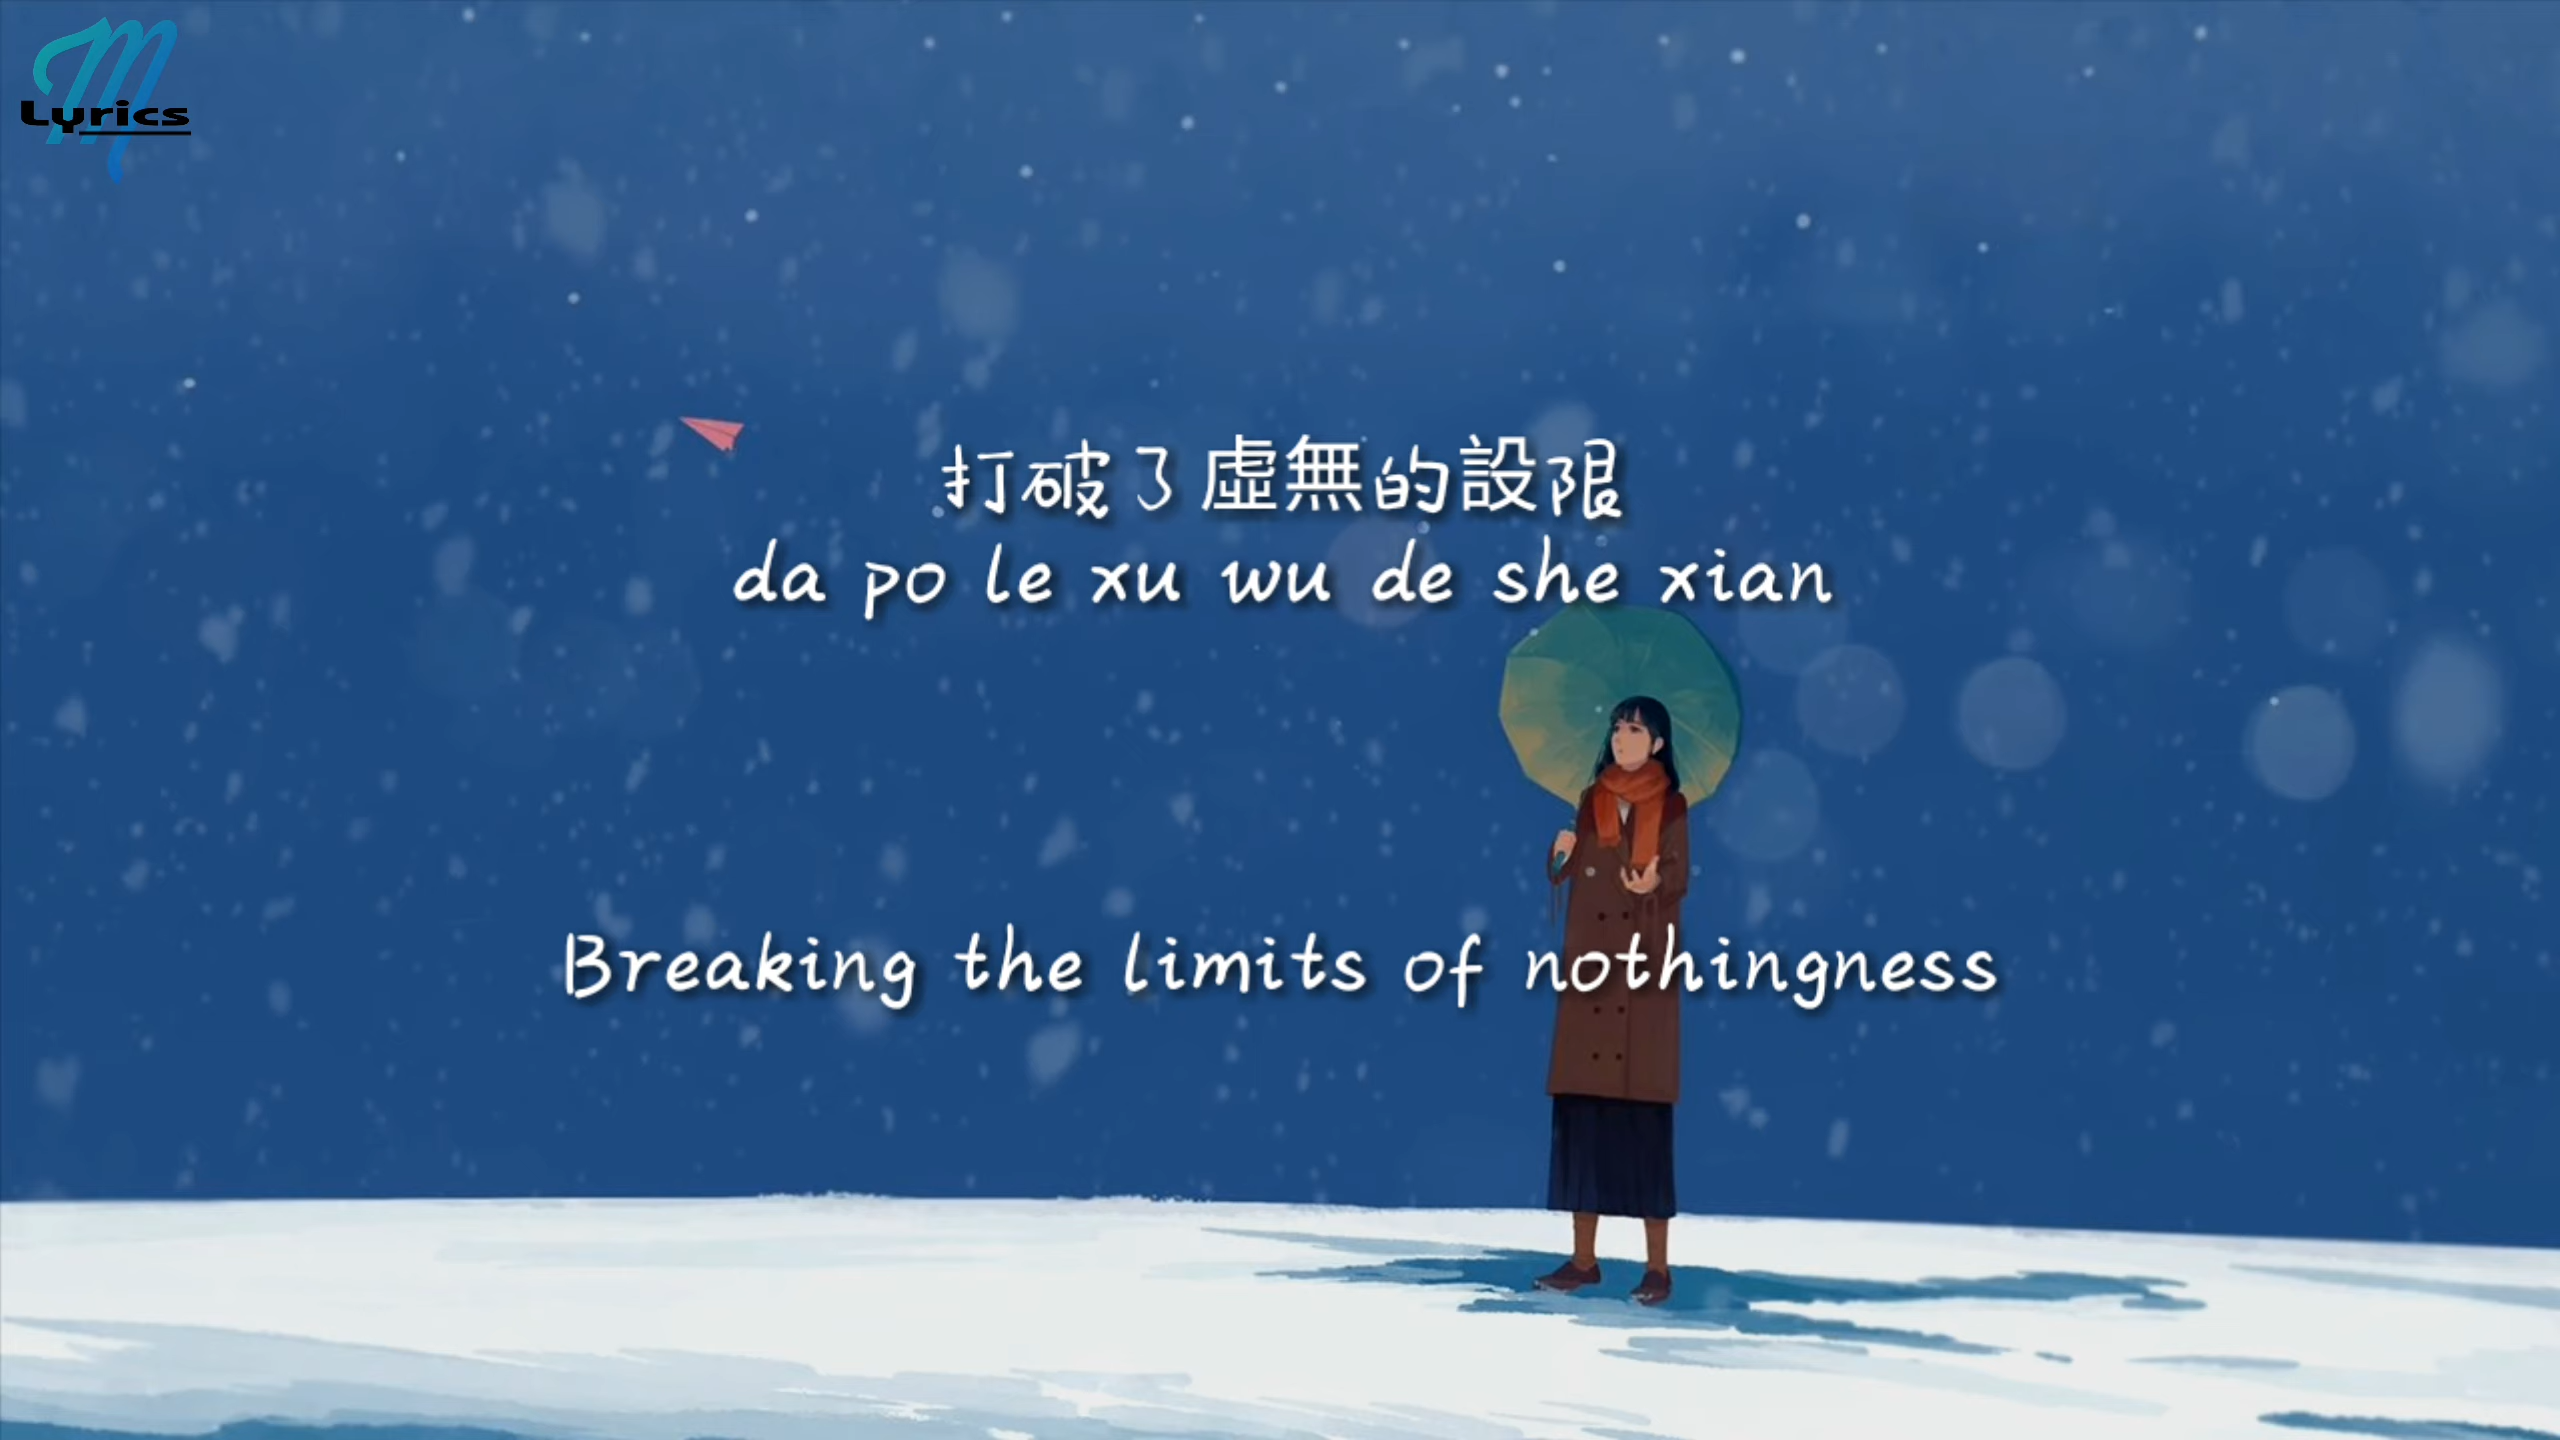 M
Lyrics
打破了虛無的設限
da po le xu wu de she xian
Breaking the limits of nothingness